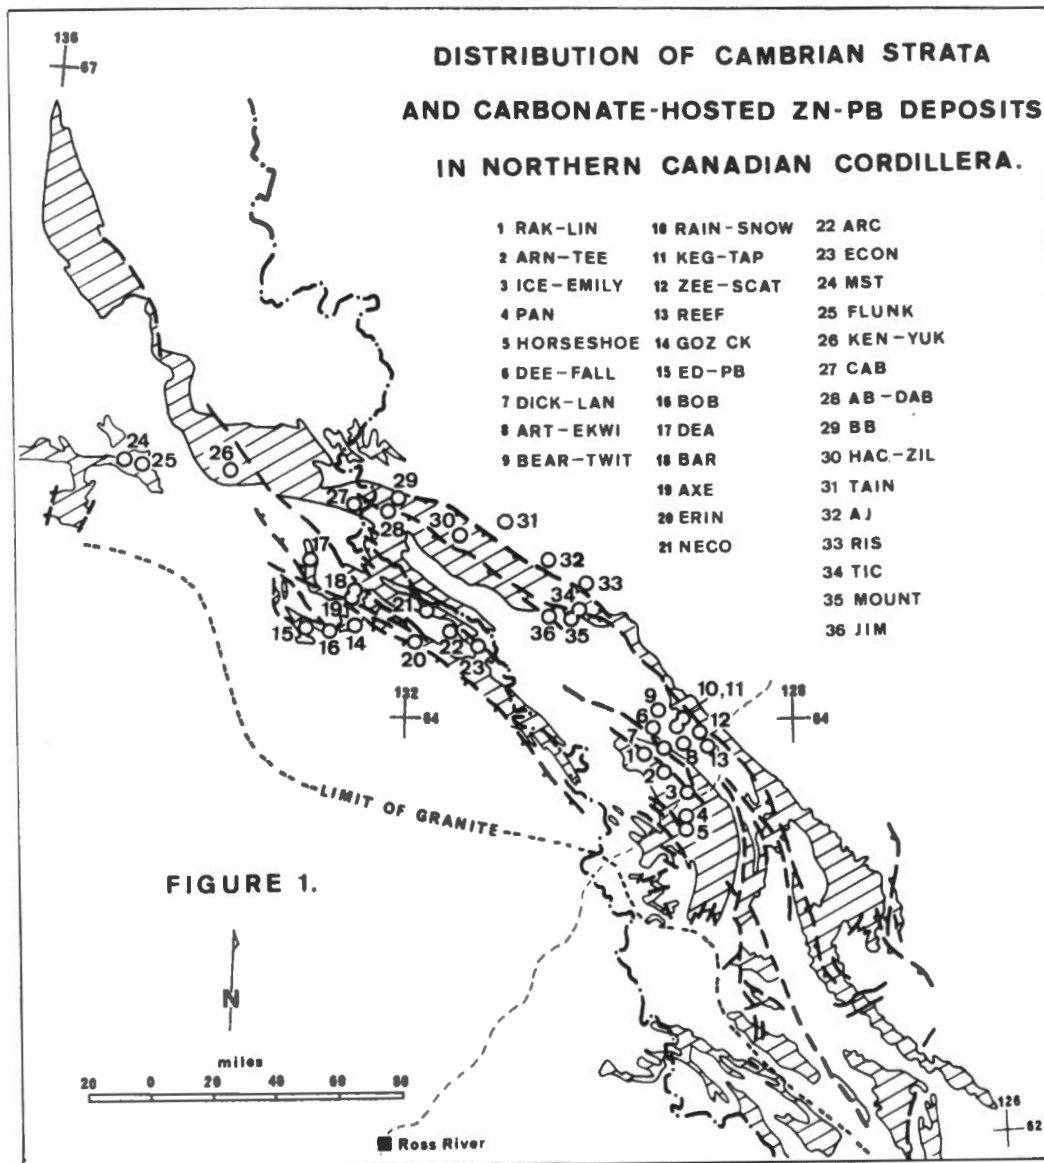 136
67
DISTRIBUTION OF CAMBRIAN STRATA
AND CARBONATE-HOSTED ZN-PB DEPOSITS
IN NORTHERN CANADIAN CORDILLERA.
1 RAK-LIN
2 ARN-TEE
3 ICE-EMILY
4 PAN
5 HORSESHOE
6 DEE-FALL
7 DICK-LAN
8 ART-EKWI
9 BEAR-TWIT
10 RAIN-SNOW
11 KEG-TAP
12 ZEE-SCAT
13 REEF
14 GOZ CK
15 ED-PB
16 BOB
17 DEA
18 BAR
19 AXE
20 ERIN
21 NECO
22 ARC
23 ECON
24 MST
25 FLUNK
26 KEN-YUK
27 CAB
28 AB-DAB
29 BB
30 HAC-ZIL
31 TAIN
32 AJ
33 RIS
34 TIC
35 MOUNT
36 JIM
24
25
26
27
28
29
30
31
32
33
34
35
36
17
18
19
21
15
16
14
20
22
23
132
64
128
64
9
10,11
6
12
7
1
8
13
2
3
4
5
LIMIT OF GRANITE
FIGURE 1.
N
miles
20 0 20 40 60 80
Ross River
126
62